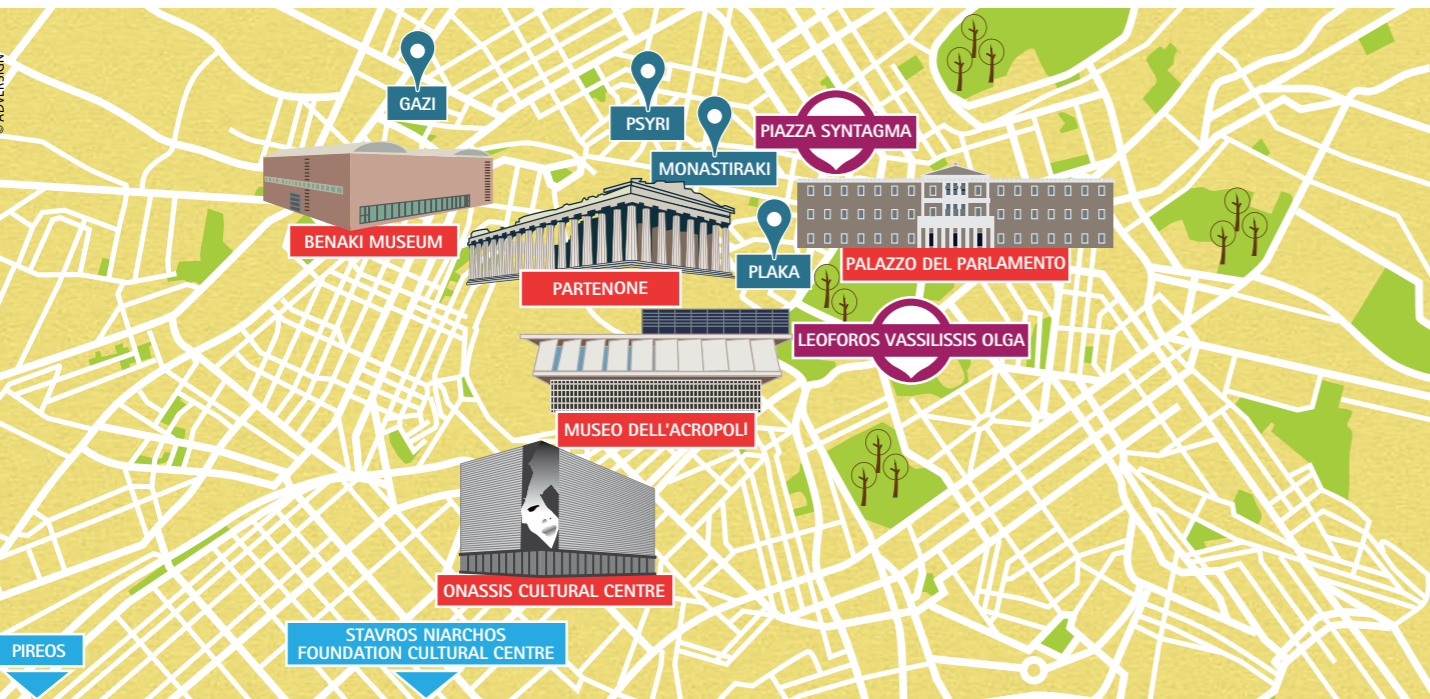 © ADVERSIGN
GAZI
PSYRI
PIAZZA SYNTAGMA
MONASTIRAKI
BENAKI MUSEUM
PLAKA
PALAZZO DEL PARLAMENTO
PARTENONE
LEOFOROS VASSILISSIS OLGA
MUSEO DELL'ACROPOLI
ONASSIS CULTURAL CENTRE
PIREOS
STAVROS NIARCHOS
FOUNDATION CULTURAL CENTRE